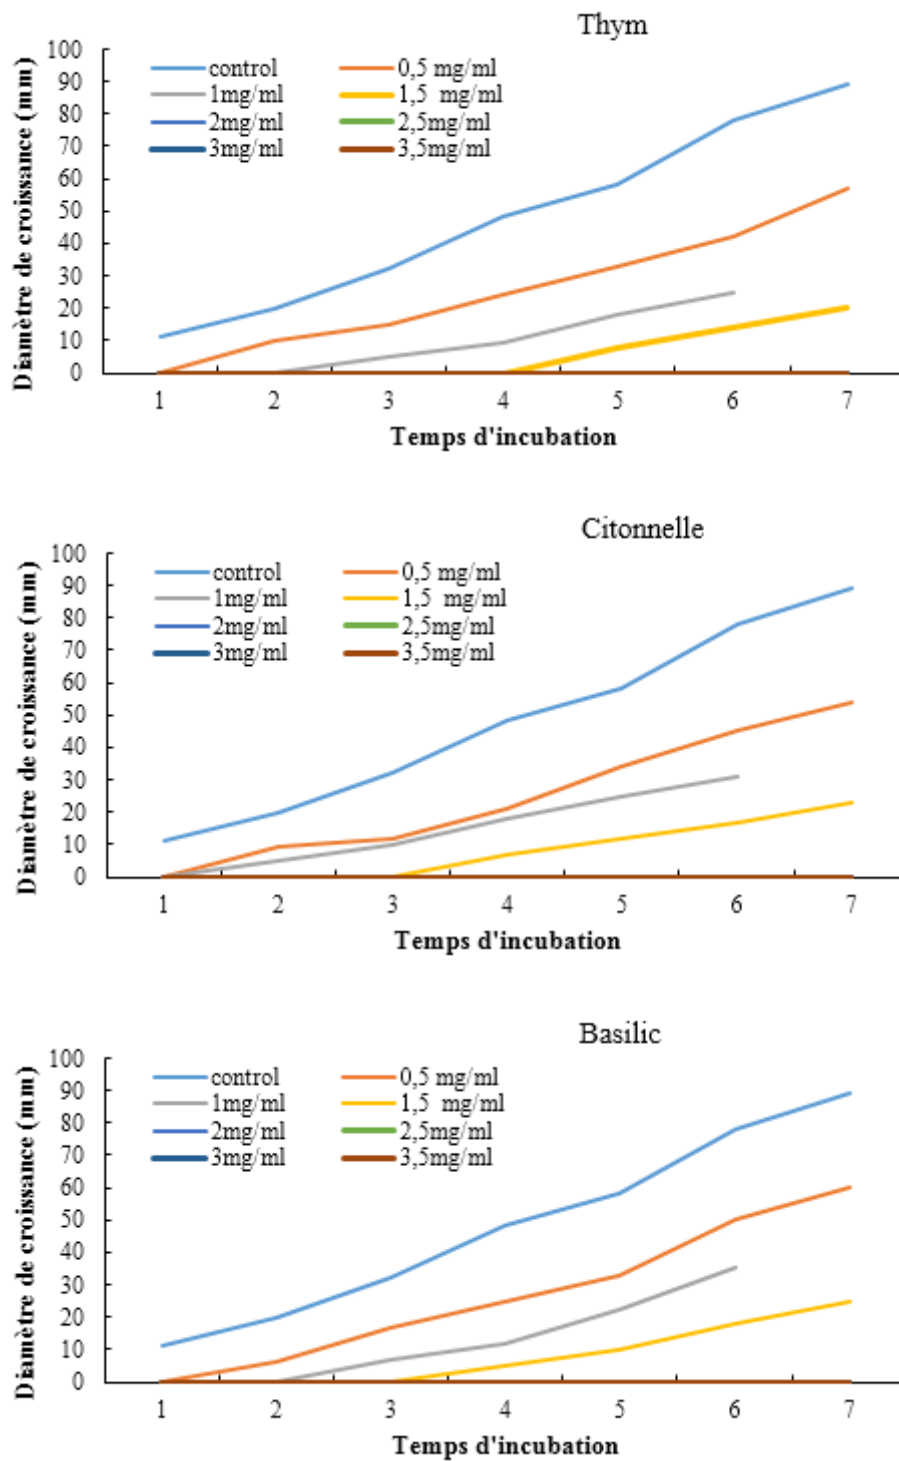 Thym
100
control
0,5 mg/ml
90
1mg/ml
1,5 mg/ml
80
2mg/ml
2,5mg/ml
70
3mg/ml
3,5mg/ml
60
50
40
30
20
10
0
Diamètre de croissance (mm)
1 2 3 4 5 6 7
Temps d'incubation
Citonnelle
100
control
0,5 mg/ml
90
1mg/ml
1,5 mg/ml
80
2mg/ml
2,5mg/ml
70
3mg/ml
3,5mg/ml
60
50
40
30
20
10
0
Diamètre de croissance (mm)
1 2 3 4 5 6 7
Temps d'incubation
Basilic
100
control
0,5 mg/ml
90
1mg/ml
1,5 mg/ml
80
2mg/ml
2,5mg/ml
70
3mg/ml
3,5mg/ml
60
50
40
30
20
10
0
Diamètre de croissance (mm)
1 2 3 4 5 6 7
Temps d'incubation